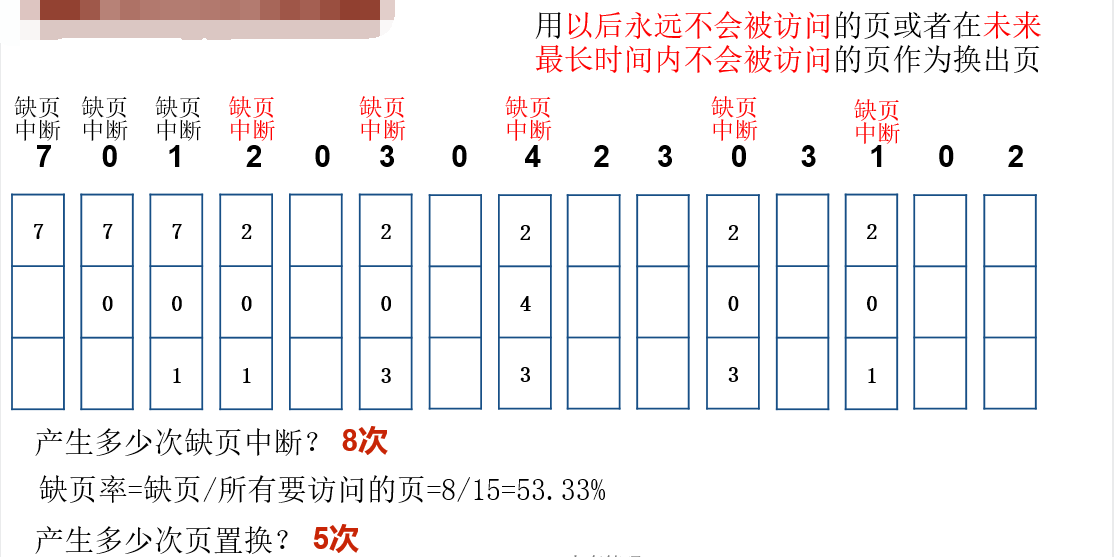 用以后永远不会被访问的页或者在未来
最长时间内不会被访问的页作为换出页
缺页 缺页 缺页 缺页 缺页 缺页 缺页 缺页
中断 中断 中断 中断 中断 中断 中断 中断
7 0 1 2 0 3 0 4 2 3 0 3 1 0 2
7 7 7 2 2 2 2 2
0 0 0 0 4 0 0
1 1 3 3 3 1
产生多少次缺页中断？ 8次
缺页率=缺页/所有要访问的页=8/15=53.33%
产生多少次页置换？ 5次